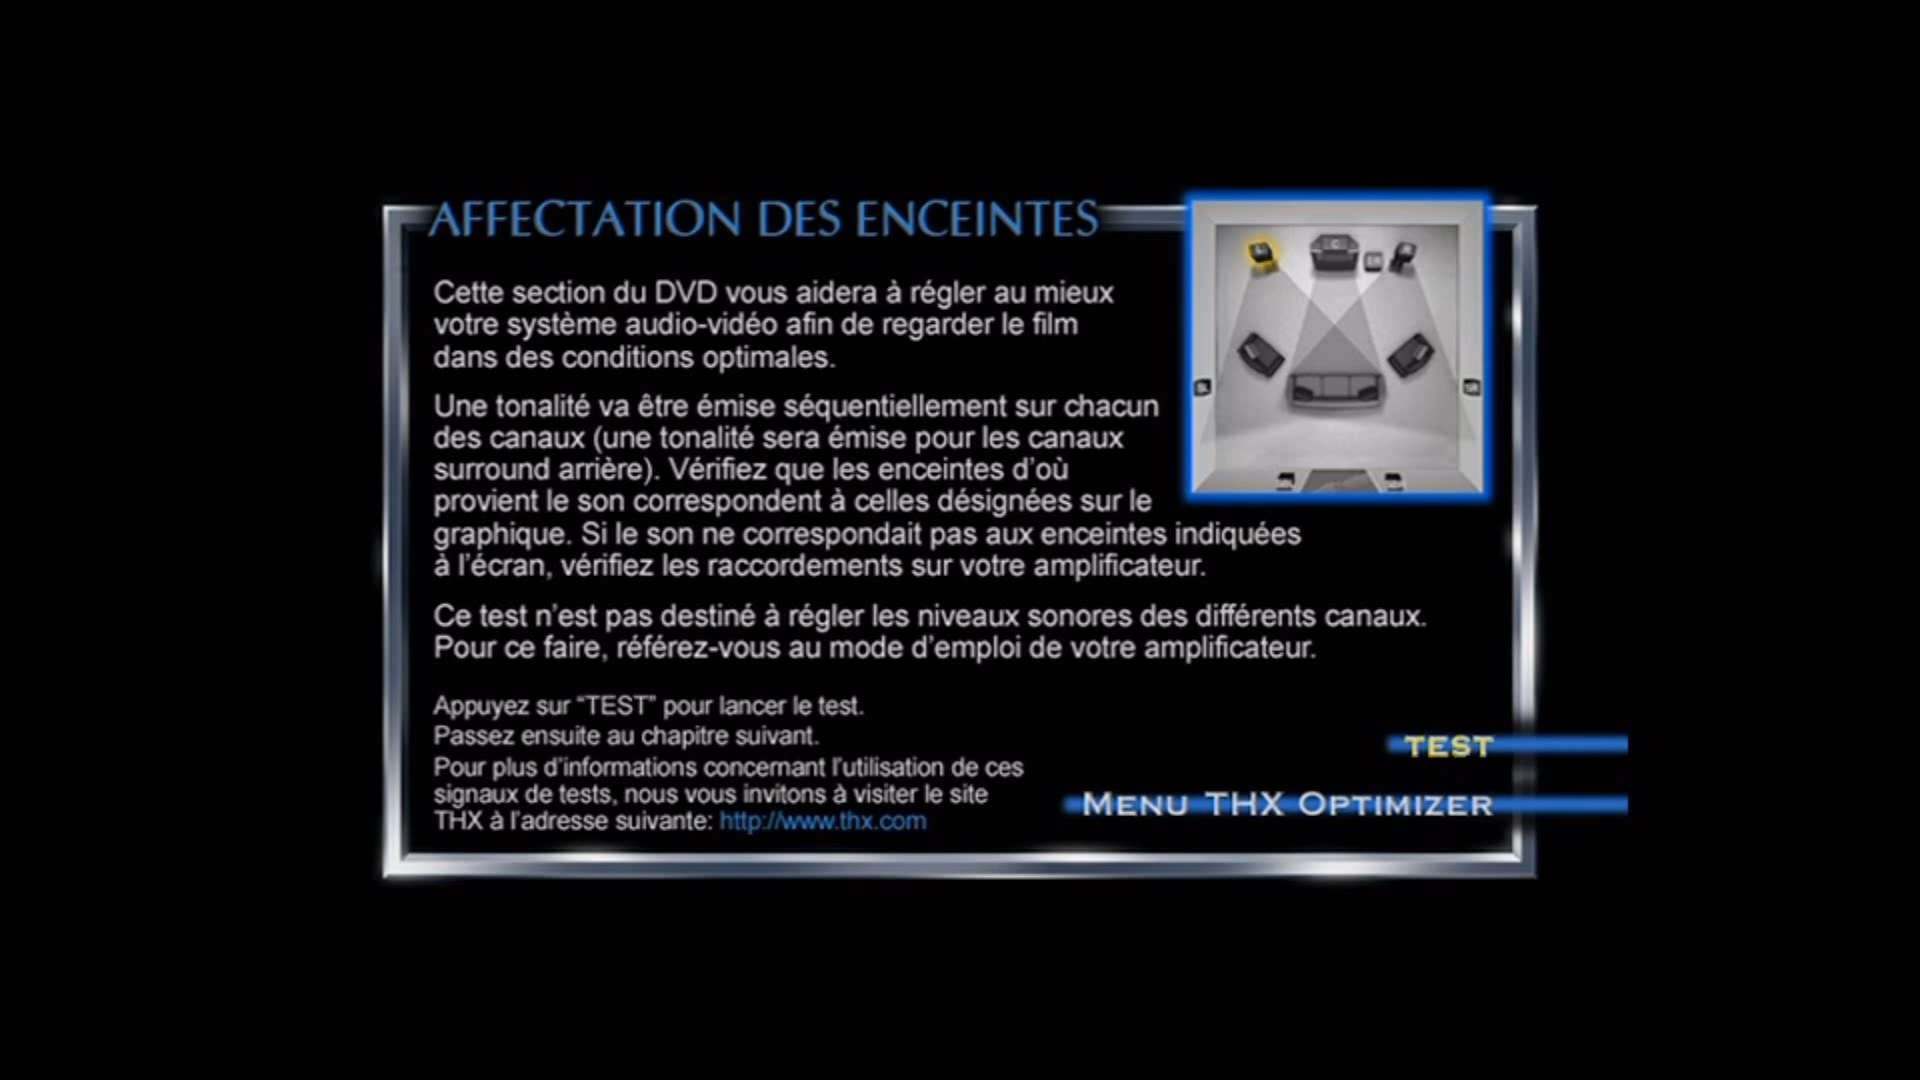 AFFECTATION DES ENCEINTES
Cette section du DVD vous aidera à régler au mieux
votre système audio-vidéo afin de regarder le film
dans des conditions optimales.
Une tonalité va être émise séquentiellement sur chacun
des canaux (une tonalité sera émise pour les canaux
surround arrière). Vérifiez que les enceintes d’où
provient le son correspondent à celles désignées sur le
graphique. Si le son ne correspondait pas aux enceintes indiquées
à l’écran, vérifiez les raccordements sur votre amplificateur.
Ce test n’est pas destiné à régler les niveaux sonores des différents canaux.
Pour ce faire, référez-vous au mode d’emploi de votre amplificateur.
Appuyez sur “TEST” pour lancer le test.
Passez ensuite au chapitre suivant.
Pour plus d’informations concernant l’utilisation de ces
signaux de tests, nous vous invitons à visiter le site
THX à l’adresse suivante: http://www.thx.com
TEST
MENU THX OPTIMIZER